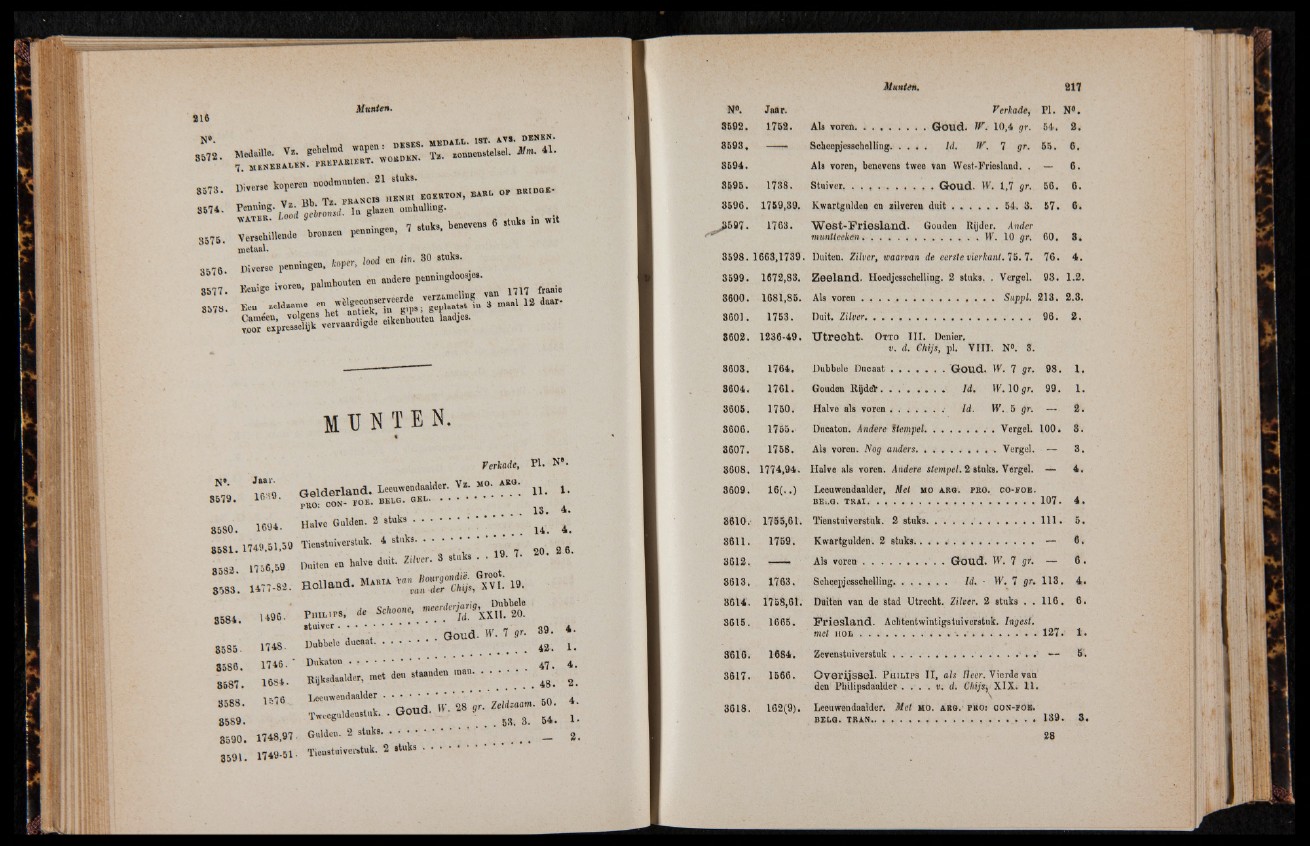 216
Munten.
N°.
3572. Medaille. Vz. gehelmd wapen: DESES. MEDALL. IST. AVS. DENEN.
7. MENERALEN. PREPARIERT. WORDEN. Tz. zonnenstelsel. Mm. 41.
3573. Diverse koperen noodmunten. 21 stuks.
3574. Penning. Vz. Bb. Tz. FRANCIS HENRI EGERTON, EARL OF BRIDGE-
WATER. Lood gebronsd. In glazen omhulling.
3575. Verschillende bronzen penningen, 7 stuks, benevens 6 stuks in wit
metaal.
3576. Diverse penningen, koper, lood en tin. 30 stuks.
3577. Eenige ivoren, palmhouten en andere penningdoosjes.
3578. Een zeldzame en wèlgeconserveerde verzameling van 1717 fraaie
Caméen, volgens het antiek, in gips; geplaatst in 3 maal 12 daar-
voor expresselijk vervaardigde eikenhouten laadjes.
MUNTEN.
N°. Jaar. Verkade, Pl. N°.
3579. 1689. Gelderland. Leeuwendaalder. Vz. MO. ARG.
PRO: CON- FOE. BELG. GEL. . . . . . . . . . 11. 1.
3580. 1694. Halve Gulden. 2 stuks . . . . . . . . . . . 13. 4.
3581. 1749,51,59 Tienstuiverstuk. 4 stuks. . . . . . . . . . . 14. 4.
3582. 1756,59 Duiten en halve duit. Zilver. 3 stuks . . 19. 7. 20. 2 6.
3583. 1477-82. Holland. MARIA van Bourgondië. Groot.
van der Chijs, XVI. 19.
3584. 1496. PHILIPS, de Schoone, meerderjarig, Dubbele
stuiver . . . . . . . . . . . Id. XXII. 20.
3585. 1748. Dubbele ducaat. . . . . . . . Goud. W. 7 gr. 39. 4.
3586. 1746. Dukaton . . . . . . . . . . . . . . . . . 42. 1.
3587. 1684. Rijksdaalder, met den staanden man. . . . . . 47. 4.
3588. 1576 Leeuwendaalder . . . . . . . . . . . . . . 48. 2.
3589. Tweeguldenstuk. . Goud. W. 28 gr. Zeldzaam. 50. 4.
3590. 1748,97. Gulden. 2 stuks. . . . . . . . . . . 53. 3. 54. 1.
3591. 1749-51. Tienstuiverstuk. 2 stuks . . . . . . . . . . — 2.
Munten. 217
N°. Jaar. Verkade, Pl. N°.
3592. 1752. Als voren. . . . . . . . Goud. W. 10,4 gr. 54. 2.
3593. — Scheepjesschelling. . . . . Id. W. 7 gr. 55. 6.
3594. Als voren, benevens twee van West-Friesland. . — 6.
3595. 1738. Stuiver. . . . . . . . . . Goud. W. 1,7 gr. 56. 6.
3596. 1759,39. Kwartgulden en zilveren duit . . . . . . 54. 3. 57. 6.
3597. 1763. West-Friesland. Gouden Rijder. Ander
muntteeken . . . . . . . . . . . . . W. 10 gr. 60. 3.
3598. 1663,1739. Duiten. Zilver, waarvan de eerste vierkant. 75. 7. 76. 4.
3599. 1672,83. Zeeland. Hoedjesschelling. 2 stuks. . Vergel. 93. 1.2.
3600. 1681,85. Als voren . . . . . . . . . . . . . . . Suppl. 213. 2.3.
3601. 1753. Duit. Zilver. . . . . . . . . . . . . . . . . . 96. 2.
3602. 1236-49. Utrecht. OTTO III. Denier.
v. d. Chijs, pl. VIII. N°. 3.
3603. 1764. Dubbele Ducaat . . . . . . . Goud. W. 7 gr. 98. 1.
3604. 1761. Gouden Rijder. . . . . . . . Id. W. 10 gr. 99. 1.
3605. 1750. Halve als voren . . . . . . . Id. W. 5 gr. — 2.
3606. 1755. Ducaton. Andere stempel. . . . . . . . . Vergel. 100. 3.
3607. 1758. Als voren. Nog anders. . . . . . . . . . Vergel. — 3.
3608. 1774,94. Halve als voren. Andere stempel. 2 stuks. Vergel. — 4.
3609. 16(..) Leeuwendaalder, Met MO ARG. PRO. CO-FOE.
BELG. TRAI. . . . . . . . . . . . . . . . . . . . 107. 4.
3610. 1755,61. Tienstuiverstuk. 2 stuks. . . . . . . . . . . . 111. 5.
3611. 1759. Kwartgulden. 2 stuks. . . . . . . . . . . . . — 6.
3612. — Als voren . . . . . . . . . Goud. W. 7 gr. — 6.
3613. 1763. Scheepjesschelling. . . . . . . Id. W. 7 gr. 113. 4.
3614. 1758,61. Duiten van de stad Utrecht. Zilver. 2 stuks . . 116. 6.
3615. 1665. Friesland. Achtentwintigstuiverstuk. Ingest.
met HOL . . . . . . . . . . . . . . . . . . 127. 1.
3616. 1684. Zevenstuiverstuk . . . . . . . . . . . . . . . — 5.
3617. 1566. Overijssel. PHILIPS II, als Heer. Vierde van
den Philipsdaalder . . . . v. d. Chijs, XIX. 11.
3618. 162(9). Leeuwendaalder. Met MO. ARG. PRO: CON-FOE.
BELG. TRAN. . . . . . . . . . . . . . . . . . . 139. 3.
28